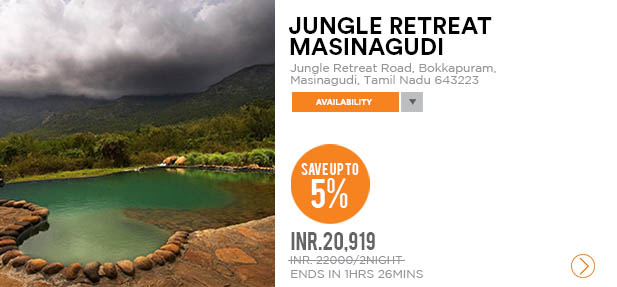 JUNGLE RETREAT
MASINAGUDI
Jungle Retreat Road, Bokkapuram,
Masinagudi, Tamil Nadu 643223
AVAILABILITY
SAVE UP TO
5%
INR.20,919
INR. 22000/2NIGHT
ENDS IN 1HRS 26MINS